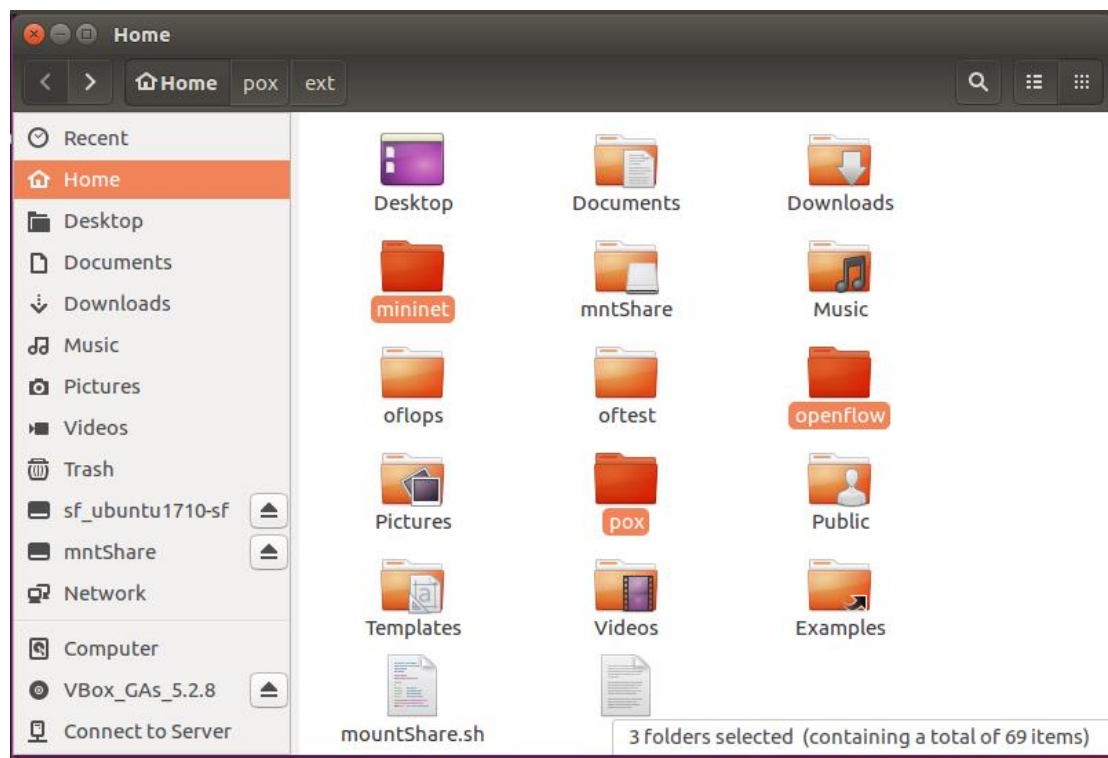 Home
Home pox ext
Recent
Home
Desktop
Documents
Downloads
Music
Pictures
Videos
Trash
sf_ubuntu1710-sf
mntShare
Network
Computer
VBox_GAs_5.2.8
Connect to Server
Desktop Documents Downloads
mininet mntShare Music
oflops oftest openflow
Pictures pox Public
Templates Videos Examples
mountShare.sh
3 folders selected (containing a total of 69 items)